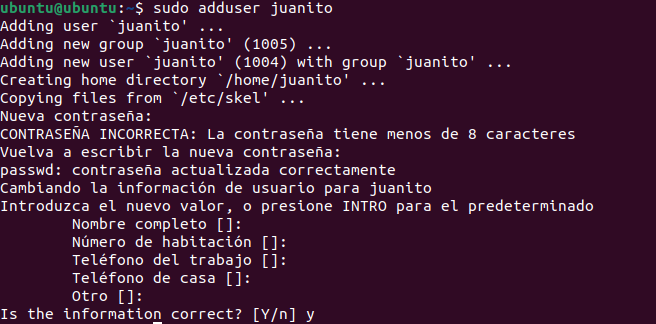 ubuntu@ubuntu:~$ sudo adduser juanito
Adding user `juanito' ...
Adding new group `juanito' (1005) ...
Adding new user `juanito' (1004) with group `juanito' ...
Creating home directory `/home/juanito' ...
Copying files from `/etc/skel' ...
Nueva contraseña:
CONTRASEÑA INCORRECTA: La contraseña tiene menos de 8 caracteres
Vuelva a escribir la nueva contraseña:
passwd: contraseña actualizada correctamente
Cambiando la información de usuario para juanito
Introduzca el nuevo valor, o presione INTRO para el predeterminado
        Nombre completo []:
        Número de habitación []:
        Teléfono del trabajo []:
        Teléfono de casa []:
        Otro []:
Is the information correct? [Y/n] y